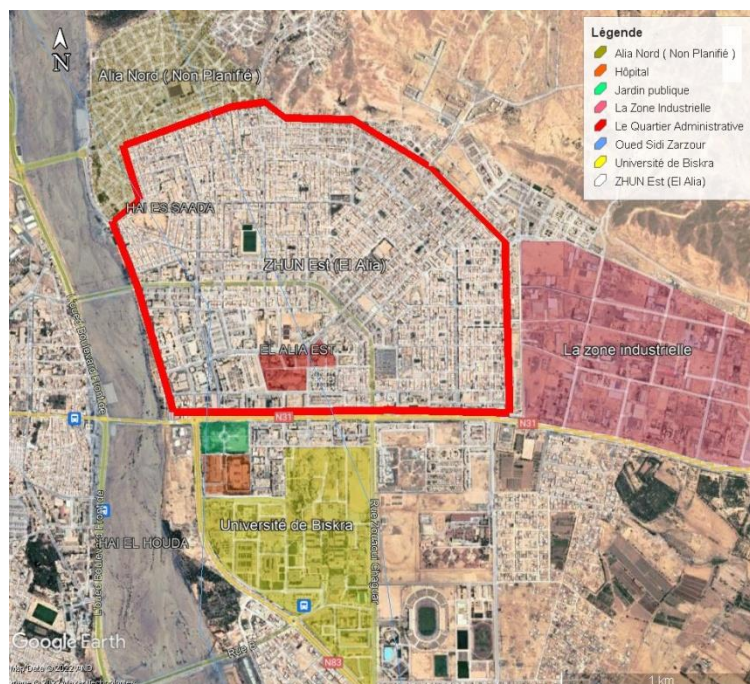 N
Alia Nord ( Non Planifié )
Légende
Alia Nord ( Non Planifié )
Hôpital
Jardin publique
La Zone Industrielle
Le Quartier Administrative
Oued Sidi Zarzour
Université de Biskra
ZHUN Est (El Alia)
HAI ES SAADA
ZHUN Est (El Alia)
EL ALIA EST
La zone industrielle
N31
N31
Université de Biskra
HAI EL HOUDA
N83
Google Earth
1 km